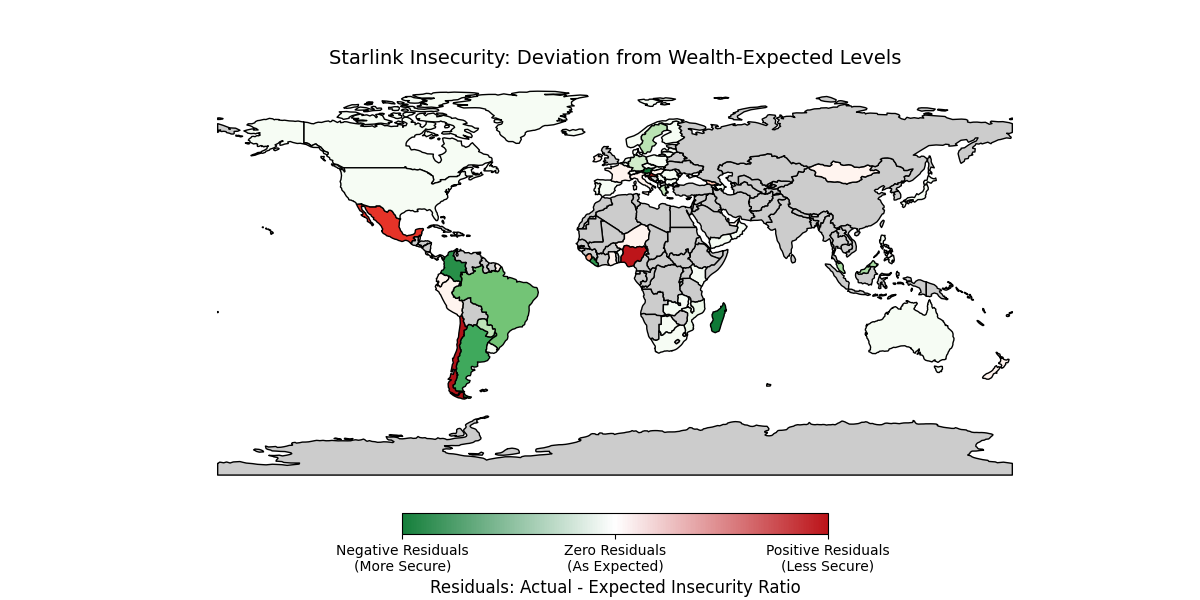 Starlink Insecurity: Deviation from Wealth-Expected Levels
Negative Residuals
(More Secure)
Zero Residuals
(As Expected)
Positive Residuals
(Less Secure)
Residuals: Actual - Expected Insecurity Ratio